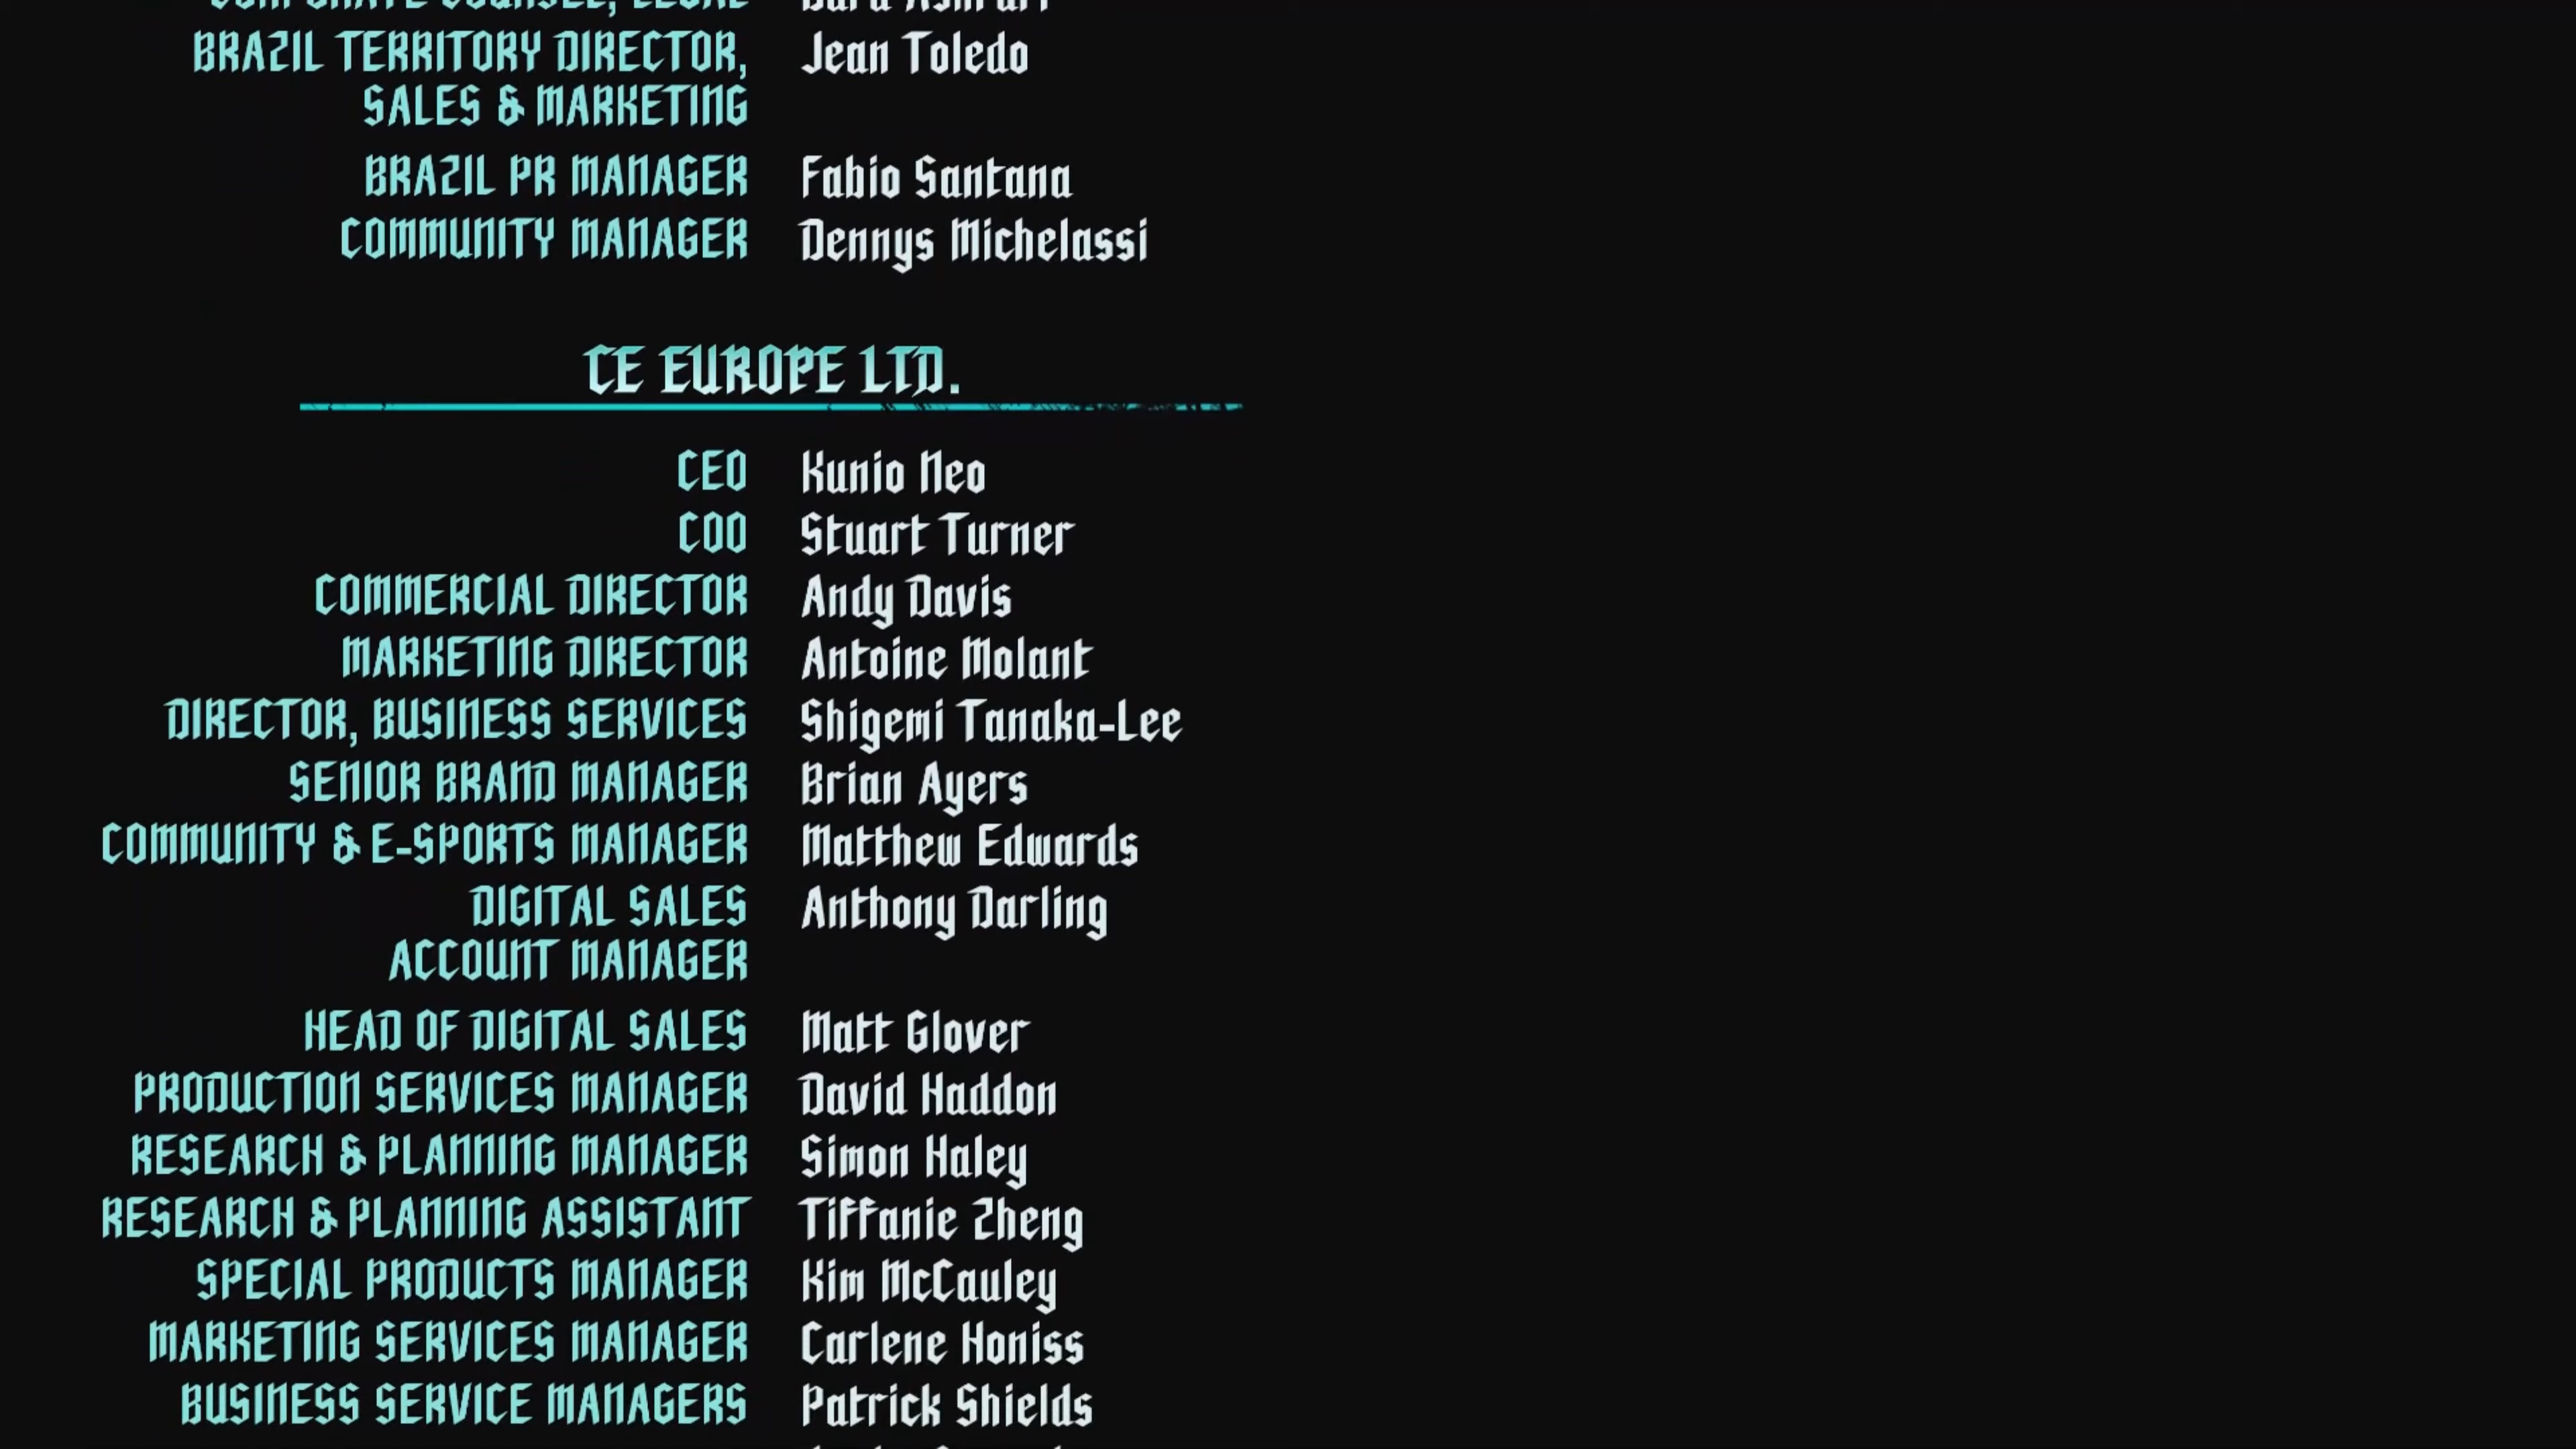 BRAZIL TERRITORY DIRECTOR, Jean Toledo
SALES & MARKETING
BRAZIL PR MANAGER Fabio Santana
COMMUNITY MANAGER Dennys Michelassi
CE EUROPE LTD.
CEO Kunio Neo
COO Stuart Turner
COMMERCIAL DIRECTOR Andy Davis
MARKETING DIRECTOR Antoine Molant
DIRECTOR, BUSINESS SERVICES Shigemi Tanaka-Lee
SENIOR BRAND MANAGER Brian Ayers
COMMUNITY & E-SPORTS MANAGER Matthew Edwards
DIGITAL SALES Anthony Darling
ACCOUNT MANAGER
HEAD OF DIGITAL SALES Matt Glover
PRODUCTION SERVICES MANAGER David Haddon
RESEARCH & PLANNING MANAGER Simon Haley
RESEARCH & PLANNING ASSISTANT Tiffanie Zheng
SPECIAL PRODUCTS MANAGER Kim McCauley
MARKETING SERVICES MANAGER Carlene Honiss
BUSINESS SERVICE MANAGERS Patrick Shields